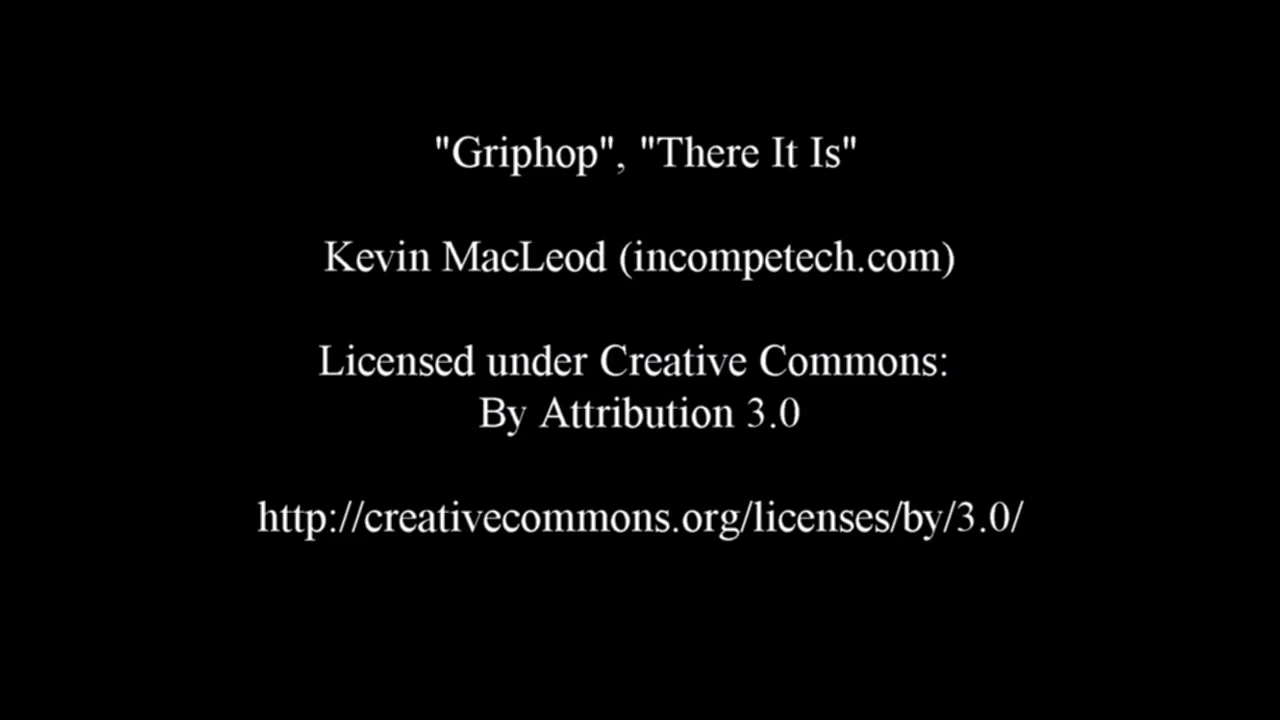 "Griphop", "There It Is"
Kevin MacLeod (incompetech.com)
Licensed under Creative Commons:
By Attribution 3.0
http://creativecommons.org/licenses/by/3.0/